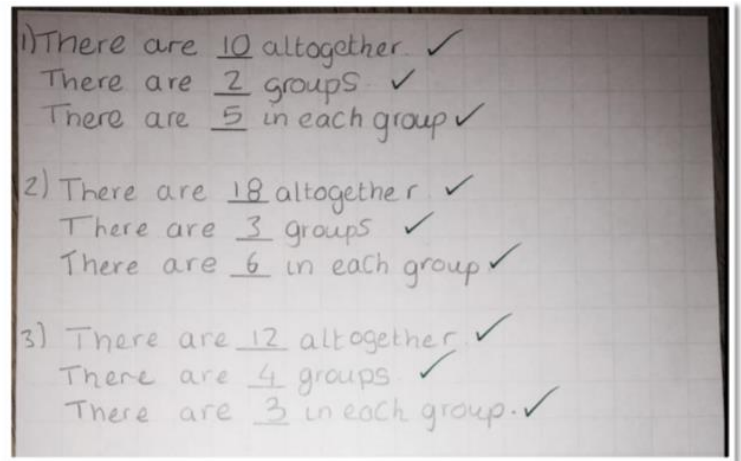 1) There are 10 altogether. ✓
There are 2 groups. ✓
There are 5 in each group ✓
2) There are 18 altogether. ✓
There are 3 groups ✓
There are 6 in each group ✓
3) There are 12 altogether. ✓
There are 4 groups. ✓
There are 3 in each group. ✓